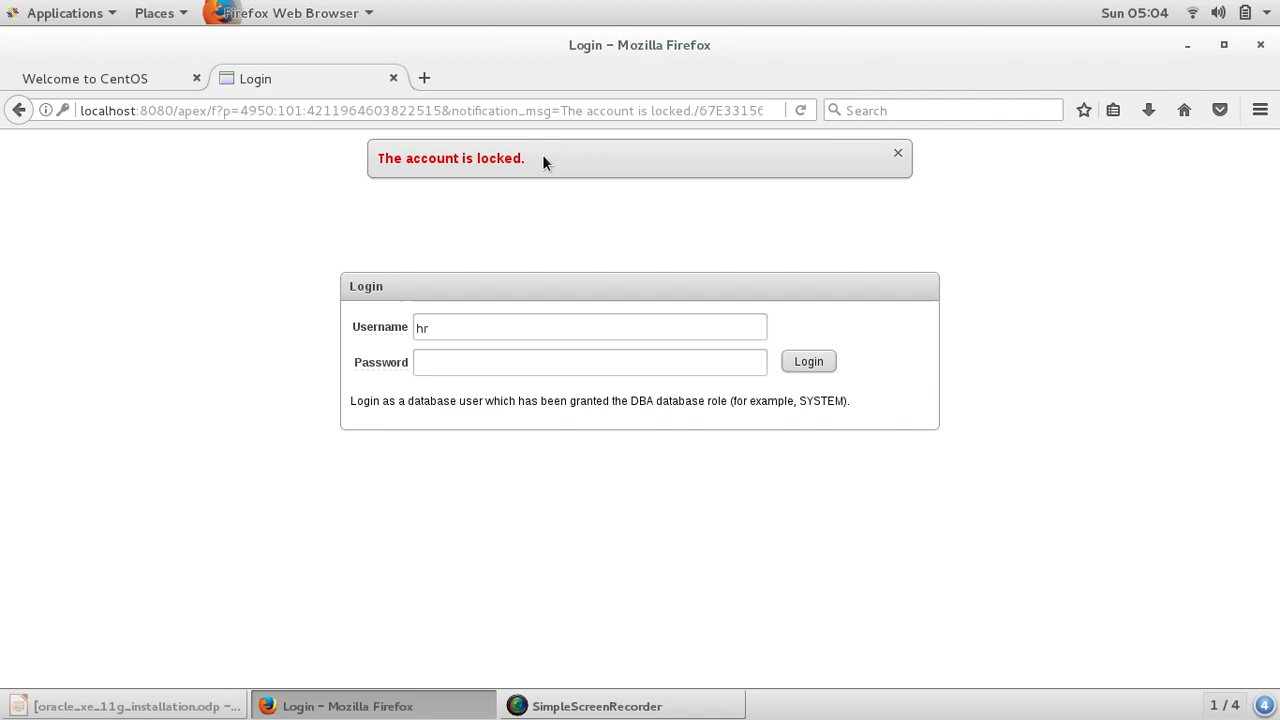 Applications Places Firefox Web Browser Sun 05:04
Login - Mozilla Firefox
Welcome to CentOS Login
localhost:8080/apex/f?p=4950:101:4211964603822515&notification_msg=The account is locked./67E33156 Search
The account is locked.
Login
Username hr
Password Login
Login as a database user which has been granted the DBA database role (for example, SYSTEM).
[oracle_xe_11g_installation.odp -... Login - Mozilla Firefox SimpleScreenRecorder 1 / 4 4